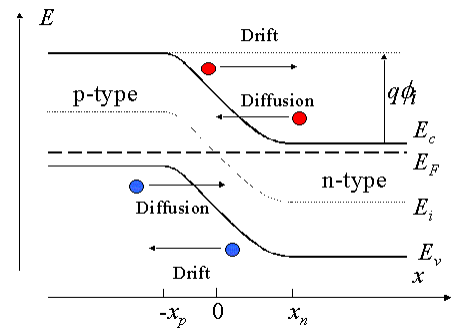 E
Drift
p-type
Diffusion
qϕi
Ec
EF
n-type
Ei
Diffusion
Drift
Ev
x
-xp
0
xn